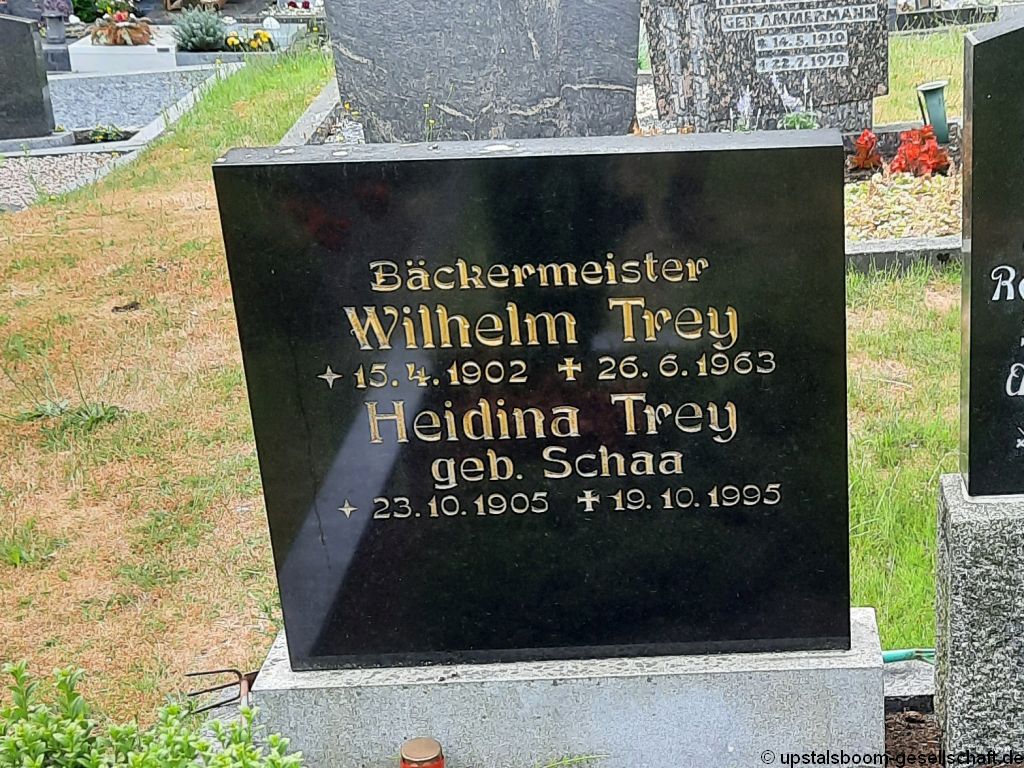 GEB. AMMERMANN
* 14.5.1910
† 22.7.1979
Bäckermeister
Wilhelm Trey
✧ 15.4.1902 ✝ 26.6.1963
Heidina Trey
geb. Schaa
✧ 23.10.1905 ✝ 19.10.1995
© upstalsboom-gesellschaft.de